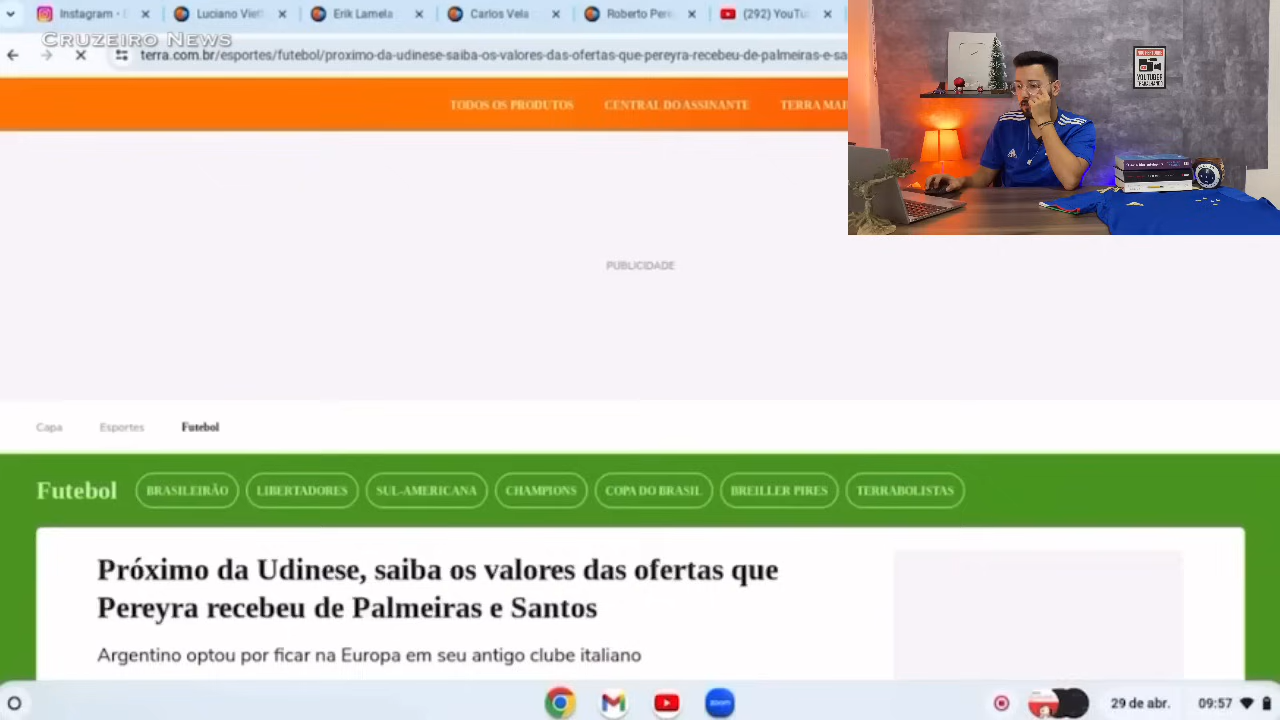 Instagram
Luciano Viet
Erik Lamela
Carlos Vela
Roberto Pere
(292) YouTu
Cruzeiro News
terra.com.br/esportes/futebol/proximo-da-udinese-saiba-os-valores-das-ofertas-que-pereyra-recebeu-de-palmeiras-e-sa
TODOS OS PRODUTOS
CENTRAL DO ASSINANTE
TERRA MAI
YOUTUBER
TRABALHANDO
PUBLICIDADE
Capa
Esportes
Futebol
Futebol
BRASILEIRÃO
LIBERTADORES
SUL-AMERICANA
CHAMPIONS
COPA DO BRASIL
BREILLER PIRES
TERRABOLISTAS
Próximo da Udinese, saiba os valores das ofertas que
Pereyra recebeu de Palmeiras e Santos
Argentino optou por ficar na Europa em seu antigo clube italiano
zoom
29 de abr.
09:57